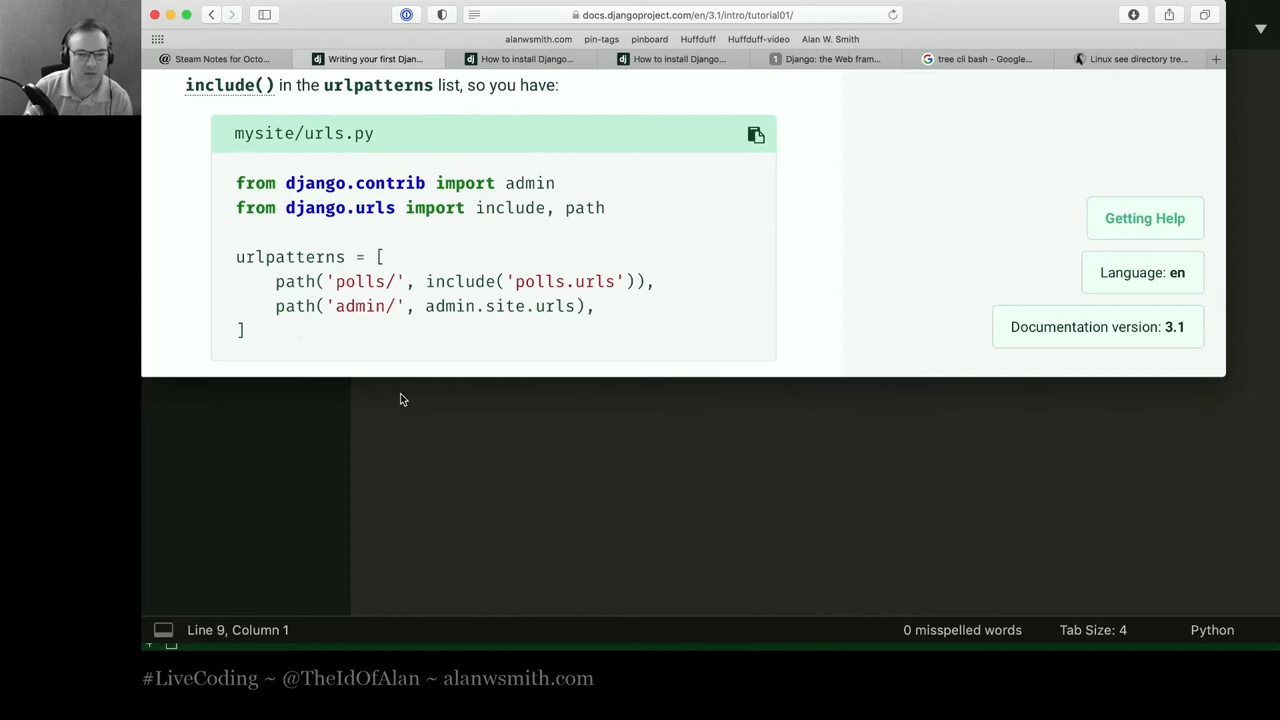 docs.djangoproject.com/en/3.1/intro/tutorial01/
alanwsmith.com pin-tags pinboard Huffduff Huffduff-video Alan W. Smith
@ Steam Notes for Octo... dj Writing your first Djan... dj How to install Django... dj How to install Djang... 1 Django: the Web fram... G tree cli bash - Google... Linux see directory tre... +
include() in the urlpatterns list, so you have:
mysite/urls.py
from django.contrib import admin
from django.urls import include, path
urlpatterns = [
path('polls/', include('polls.urls')),
path('admin/', admin.site.urls),
]
Getting Help
Language: en
Documentation version: 3.1
Line 9, Column 1 0 misspelled words Tab Size: 4 Python
#LiveCoding ~ @TheIdOfAlan ~ alanwsmith.com